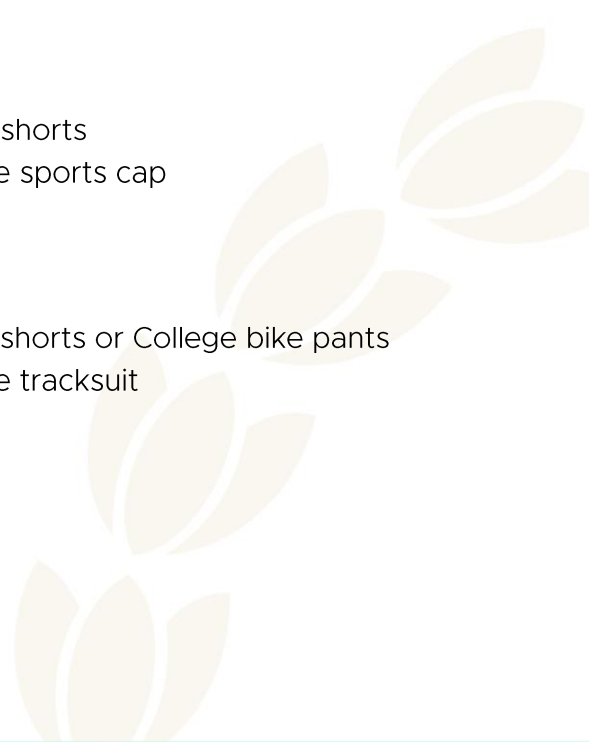 shorts
e sports cap
shorts or College bike pants
e tracksuit